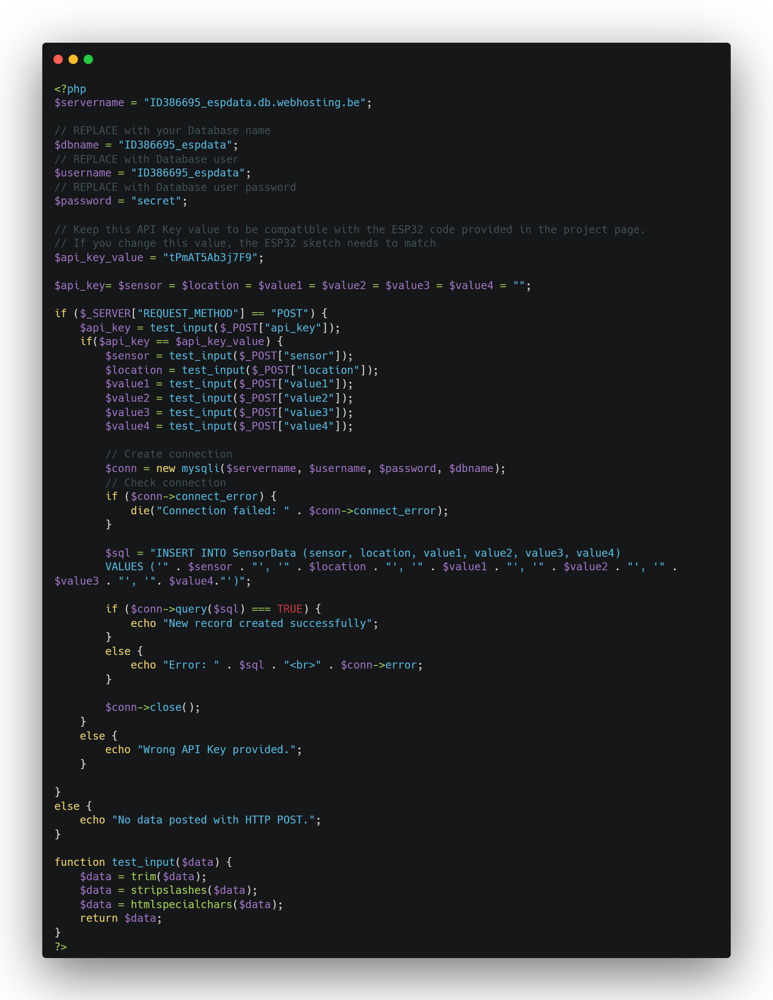 <?php
$servername = "ID386695_espdata.db.webhosting.be";
// REPLACE with your Database name
$dbname = "ID386695_espdata";
// REPLACE with Database user
$username = "ID386695_espdata";
// REPLACE with Database user password
$password = "secret";
// Keep this API Key value to be compatible with the ESP32 code provided in the project page.
// If you change this value, the ESP32 sketch needs to match
$api_key_value = "tPmAT5Ab3j7F9";
$api_key= $sensor = $location = $value1 = $value2 = $value3 = $value4 = "";
if ($_SERVER["REQUEST_METHOD"] == "POST") {
    $api_key = test_input($_POST["api_key"]);
    if($api_key == $api_key_value) {
        $sensor = test_input($_POST["sensor"]);
        $location = test_input($_POST["location"]);
        $value1 = test_input($_POST["value1"]);
        $value2 = test_input($_POST["value2"]);
        $value3 = test_input($_POST["value3"]);
        $value4 = test_input($_POST["value4"]);
        // Create connection
        $conn = new mysqli($servername, $username, $password, $dbname);
        // Check connection
        if ($conn->connect_error) {
            die("Connection failed: " . $conn->connect_error);
        }
        $sql = "INSERT INTO SensorData (sensor, location, value1, value2, value3, value4)
        VALUES ('" . $sensor . "', '" . $location . "', '" . $value1 . "', '" . $value2 . "', '" .
$value3 . "', '". $value4."')";
        if ($conn->query($sql) === TRUE) {
            echo "New record created successfully";
        }
        else {
            echo "Error: " . $sql . "<br>" . $conn->error;
        }
        $conn->close();
    }
    else {
        echo "Wrong API Key provided.";
    }
}
else {
    echo "No data posted with HTTP POST.";
}
function test_input($data) {
    $data = trim($data);
    $data = stripslashes($data);
    $data = htmlspecialchars($data);
    return $data;
}
?>